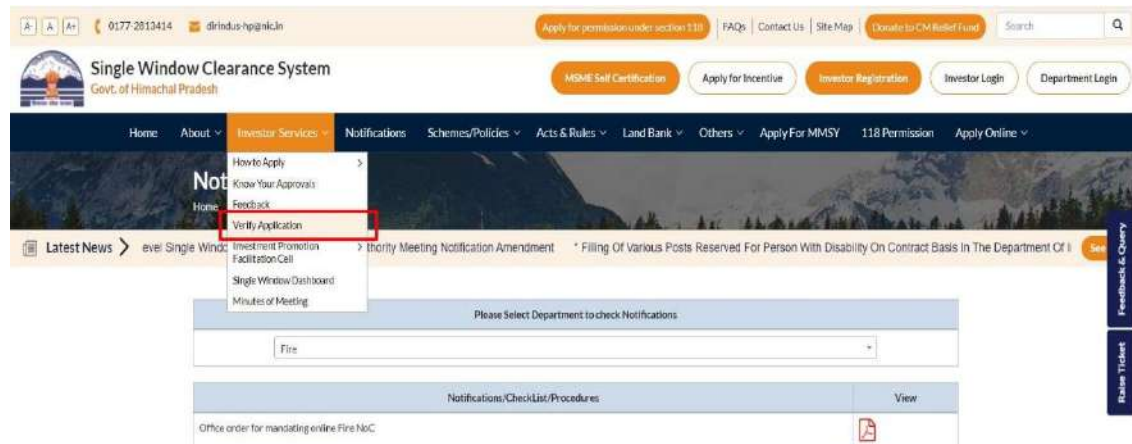 A- A A+ 0177-2813414 dirindus-hp@nic.in Apply for permission under section 118 FAQs Contact Us Site Map Donate to CM Relief Fund Search
Single Window Clearance System
Govt. of Himachal Pradesh
MSME Self Certification Apply for Incentive Investor Registration Investor Login Department Login
Home About Investor Services Notifications Schemes/Policies Acts & Rules Land Bank Others Apply For MMSY 118 Permission Apply Online
How to Apply
Know Your Approvals
Feedback
Verify Application
Investment Promotion
Facilitation Cell
Single Window Dashboard
Minutes of Meeting
Not
Home
Latest News evel Single Windo thority Meeting Notification Amendment * Filling Of Various Posts Reserved For Person With Disability On Contract Basis In The Department Of I See
Please Select Department to check Notifications
Fire
Notifications/CheckList/Procedures View
Office order for mandating online Fire NoC
Feedback & Query
Raise Ticket